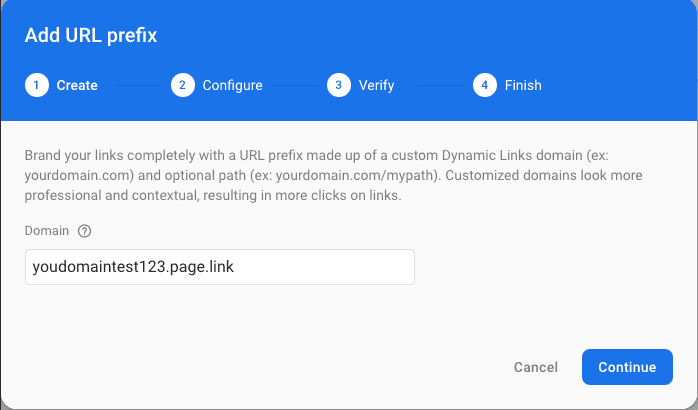 Add URL prefix
1 Create 2 Configure 3 Verify 4 Finish
Brand your links completely with a URL prefix made up of a custom Dynamic Links domain (ex:
yourdomain.com) and optional path (ex: yourdomain.com/mypath). Customized domains look more
professional and contextual, resulting in more clicks on links.
Domain ?
youdomaintest123.page.link
Cancel Continue